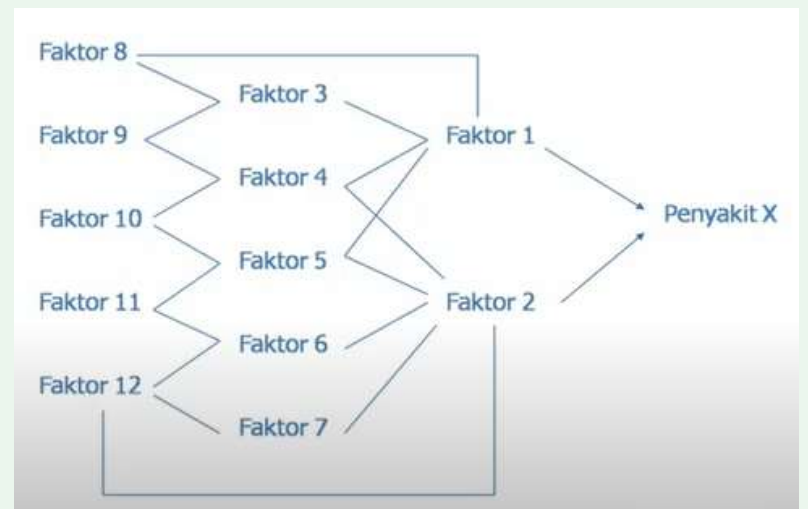 Faktor 8
Faktor 9
Faktor 10
Faktor 11
Faktor 12
Faktor 3
Faktor 4
Faktor 5
Faktor 6
Faktor 7
Faktor 1
Faktor 2
Penyakit X